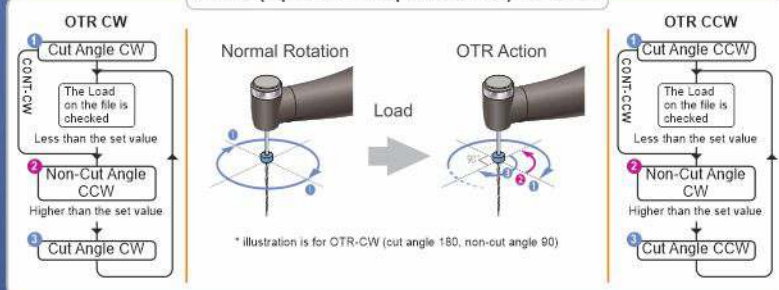 OTR CW
1
Cut Angle CW
CONT-CW
The Load
on the file is
checked
Less than the set value
2
Non-Cut Angle
CCW
Higher than the set value
3
Cut Angle CW
Normal Rotation
1
1
Load
OTR Action
90°
3
2
1
* illustration is for OTR-CW (cut angle 180, non-cut angle 90)
OTR CCW
1
Cut Angle CCW
CONT-CCW
The Load
on the file is
checked
Less than the set value
2
Non-Cut Angle
CW
Higher than the set value
3
Cut Angle CCW